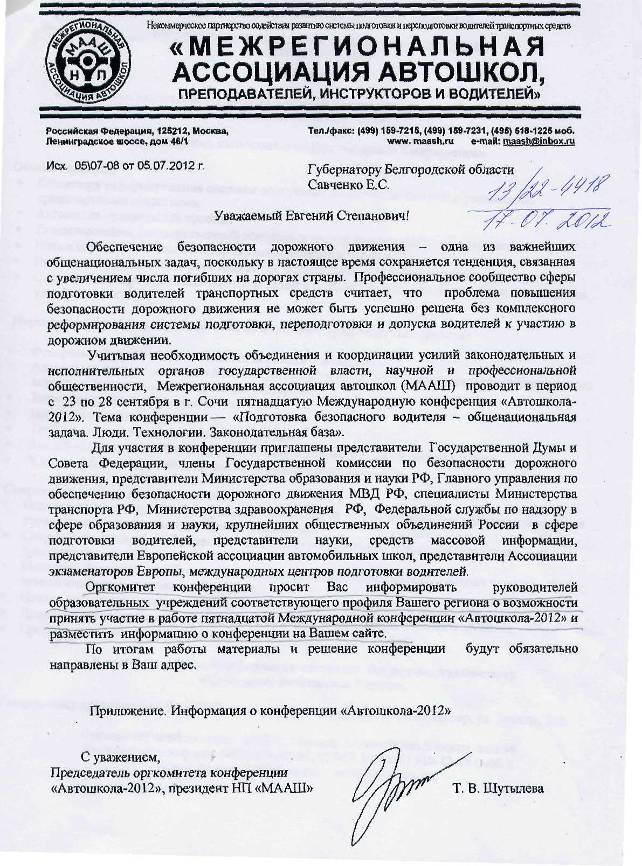 Некоммерческое партнерство содействия развитию системы подготовки и переподготовки водителей транспортных средств
МЕЖРЕГИОНАЛЬНАЯ
МААШ
НП
АССОЦИАЦИЯ АВТОШКОЛ
«МЕЖРЕГИОНАЛЬНАЯ
АССОЦИАЦИЯ АВТОШКОЛ,
ПРЕПОДАВАТЕЛЕЙ, ИНСТРУКТОРОВ И ВОДИТЕЛЕЙ»
Российская Федерация, 125212, Москва,
Ленинградское шоссе, дом 46/1
Тел./факс: (499) 159-7215, (499) 159-7231, (495) 518-1225 моб.
www. maash.ru e-mail: maash@inbox.ru
Исх. 05\07-08 от 05.07.2012 г.
Губернатору Белгородской области
Савченко Е.С.
13/22-4418
17.07.2012
Уважаемый Евгений Степанович!
Обеспечение безопасности дорожного движения – одна из важнейших
общенациональных задач, поскольку в настоящее время сохраняется тенденция, связанная
с увеличением числа погибших на дорогах страны. Профессиональное сообщество сферы
подготовки водителей транспортных средств считает, что проблема повышения
безопасности дорожного движения не может быть успешно решена без комплексного
реформирования системы подготовки, переподготовки и допуска водителей к участию в
дорожном движении.
Учитывая необходимость объединения и координации усилий законодательных и
исполнительных органов государственной власти, научной и профессиональной
общественности, Межрегиональная ассоциация автошкол (МААШ) проводит в период
с 23 по 28 сентября в г. Сочи пятнадцатую Международную конференцию «Автошкола-
2012». Тема конференции — «Подготовка безопасного водителя – общенациональная
задача. Люди. Технологии. Законодательная база».
Для участия в конференции приглашены представители Государственной Думы и
Совета Федерации, члены Государственной комиссии по безопасности дорожного
движения, представители Министерства образования и науки РФ, Главного управления по
обеспечению безопасности дорожного движения МВД РФ, специалисты Министерства
транспорта РФ, Министерства здравоохранения РФ, Федеральной службы по надзору в
сфере образования и науки, крупнейших общественных объединений России в сфере
подготовки водителей, представители науки, средств массовой информации,
представители Европейской ассоциации автомобильных школ, представители Ассоциации
экзаменаторов Европы, международных центров подготовки водителей.
Оргкомитет конференции просит Вас информировать руководителей
образовательных учреждений соответствующего профиля Вашего региона о возможности
принять участие в работе пятнадцатой Международной конференции «Автошкола-2012» и
разместить информацию о конференции на Вашем сайте.
По итогам работы материалы и решение конференции будут обязательно
направлены в Ваш адрес.
Приложение. Информация о конференции «Автошкола-2012»
С уважением,
Председатель оргкомитета конференции
«Автошкола-2012», президент НП «МААШ»
Т. В. Шутылева